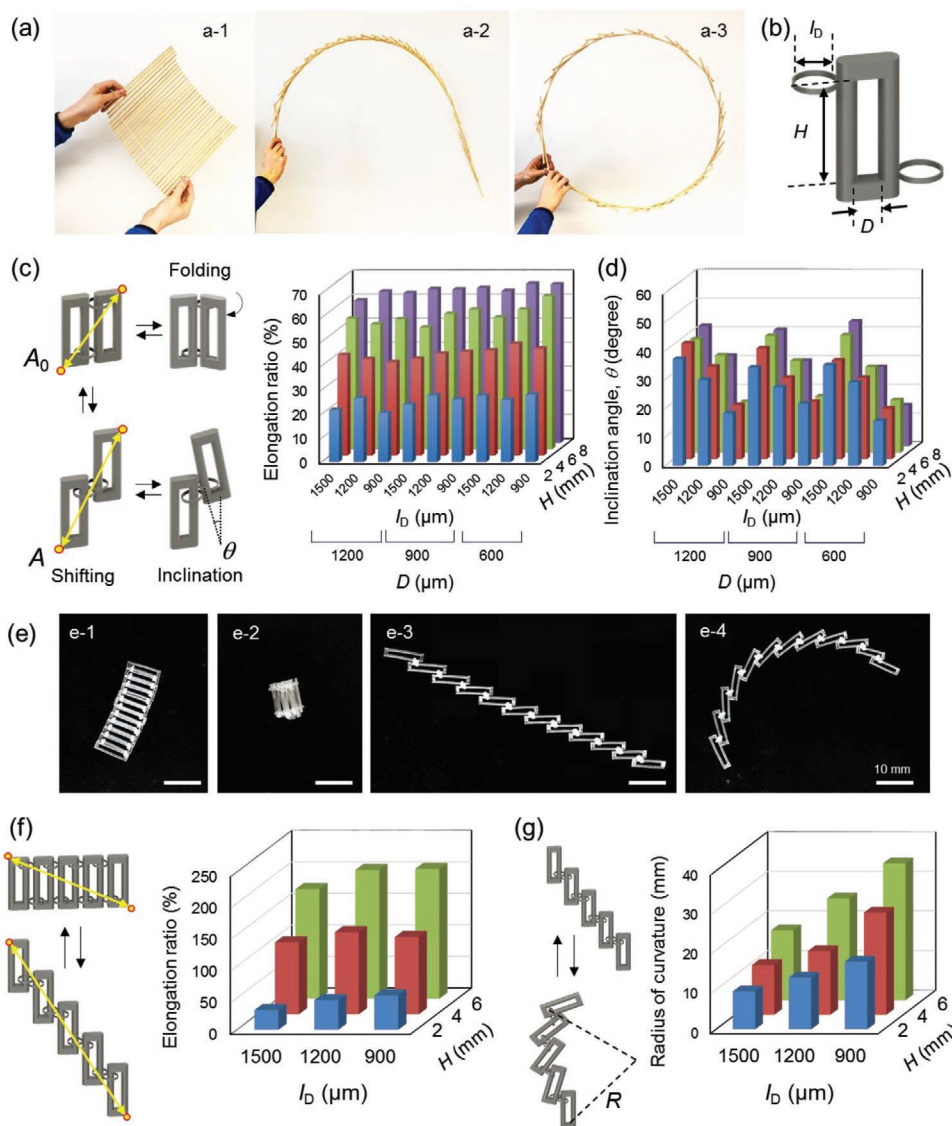 (a)
a-1
a-2
a-3
(b)
I_D
H
D
(c)
Folding
A₀
A
Shifting
Inclination
θ
Elongation ratio (%)
70
60
50
40
30
20
10
0
1500
1200
900
1500
1200
900
1500
1200
900
2 4 6 8
H (mm)
I_D (µm)
1200
900
600
D (µm)
(d)
Inclination angle, θ (degree)
60
50
40
30
20
10
0
1500
1200
900
1500
1200
900
1500
1200
900
2 4 6 8
H (mm)
I_D (µm)
1200
900
600
D (µm)
(e)
e-1
e-2
e-3
e-4
10 mm
(f)
Elongation ratio (%)
250
200
150
100
50
0
1500
1200
900
2
4
6
H (mm)
I_D (µm)
(g)
R
Radius of curvature (mm)
40
30
20
10
0
1500
1200
900
2
4
6
H (mm)
I_D (µm)